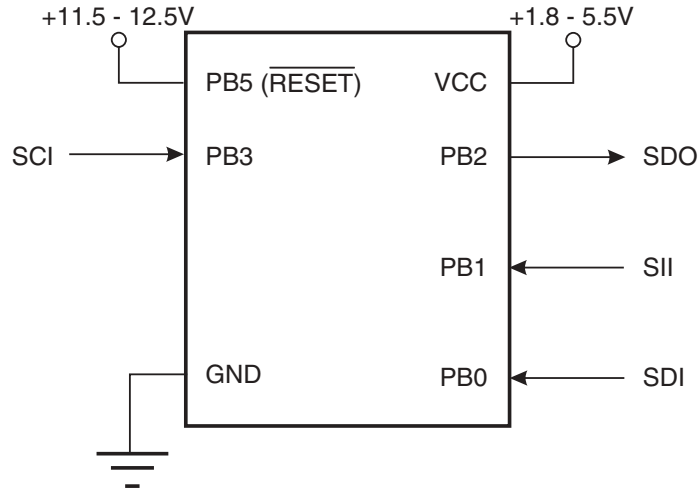 +11.5 - 12.5V
+1.8 - 5.5V
PB5 (RESET)
VCC
SCI
PB3
PB2
SDO
PB1
SII
GND
PB0
SDI